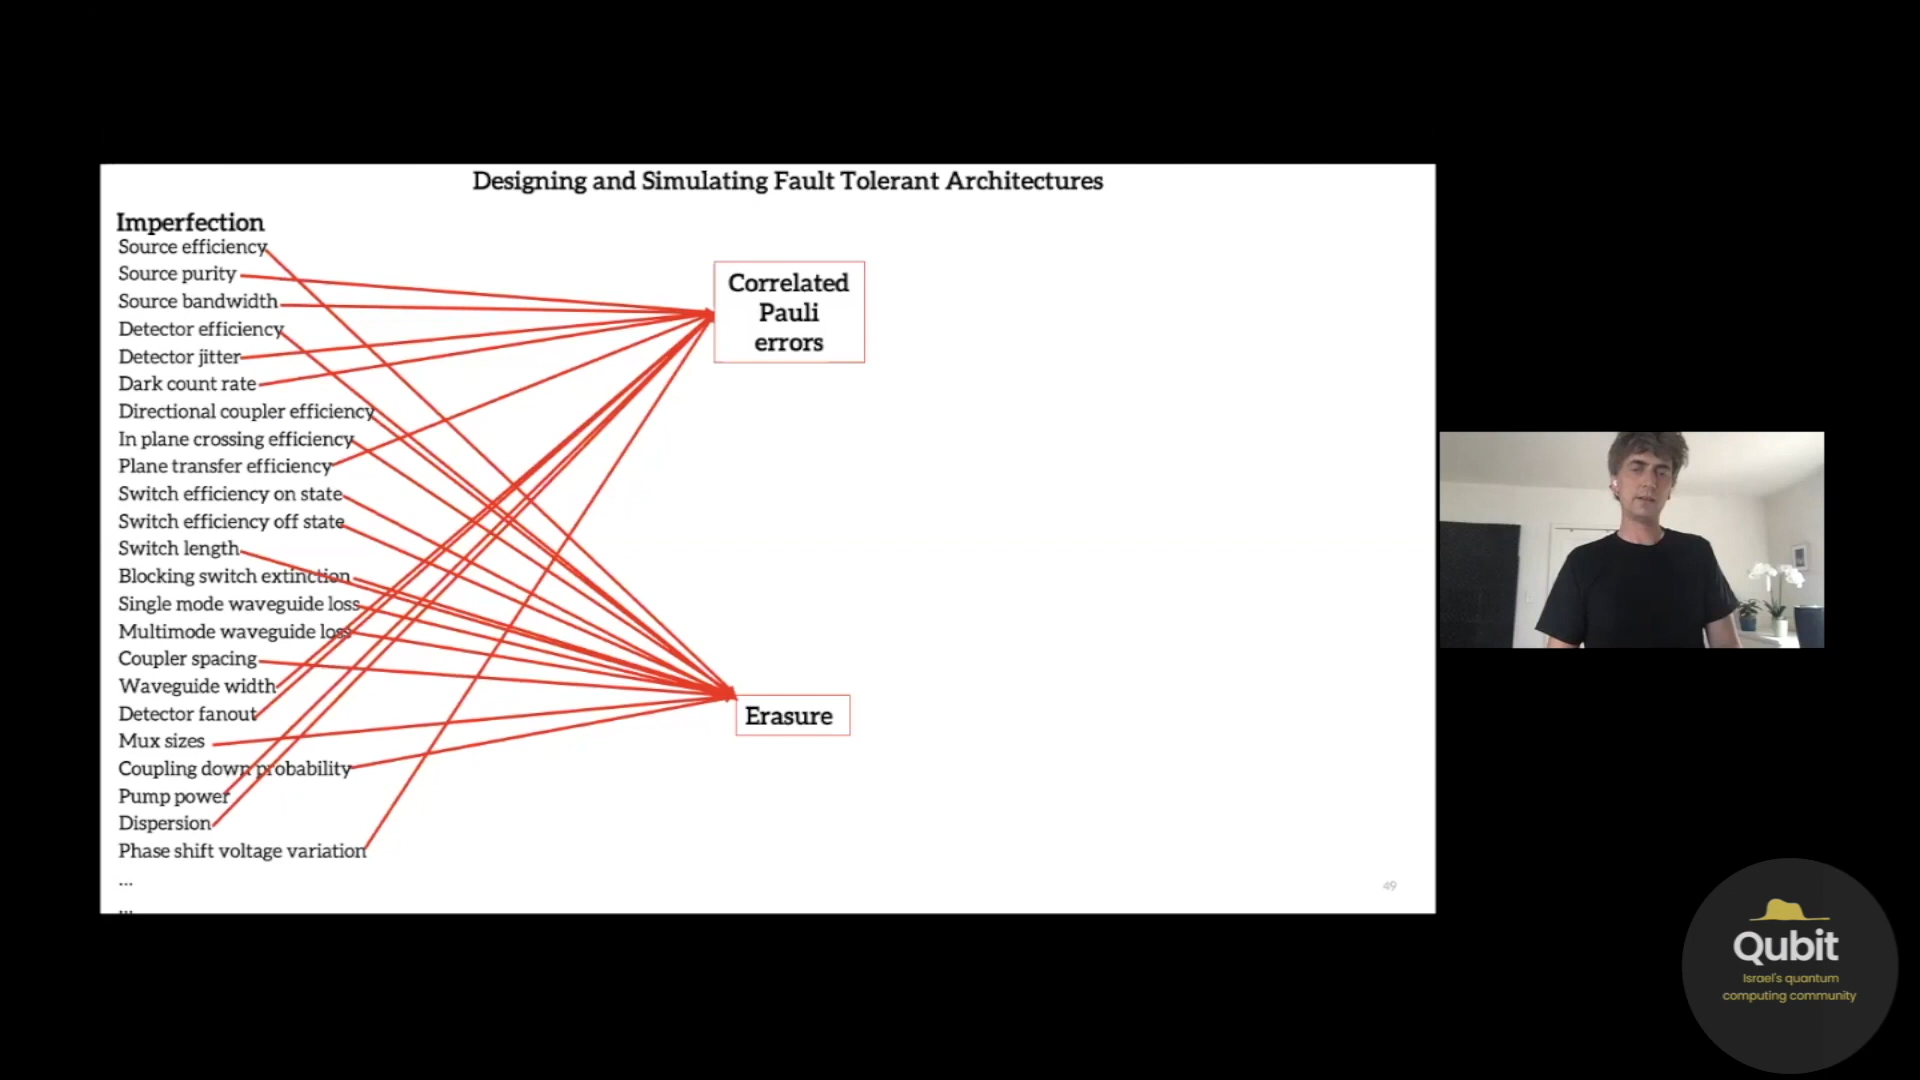 Designing and Simulating Fault Tolerant Architectures
Imperfection
Source efficiency
Source purity
Source bandwidth
Detector efficiency
Detector jitter
Dark count rate
Directional coupler efficiency
In plane crossing efficiency
Plane transfer efficiency
Switch efficiency on state
Switch efficiency off state
Switch length
Blocking switch extinction
Single mode waveguide loss
Multimode waveguide loss
Coupler spacing
Waveguide width
Detector fanout
Mux sizes
Coupling down probability
Pump power
Dispersion
Phase shift voltage variation
...
...
Correlated
Pauli
errors
Erasure
49
Qubit
Israel's quantum
computing community